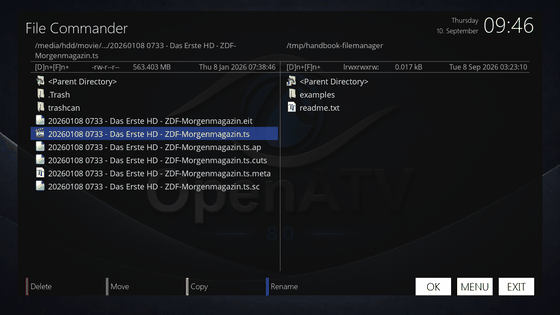 File Commander
Thursday
10. September
09:46
/media/hdd/movie/.../20260108 0733 - Das Erste HD - ZDF-
Morgenmagazin.ts
/tmp/handbook-filemanager
[D]n+[F]n+ -rw-r--r-- 563.403 MB Thu 8 Jan 2026 07:38:46
[D]n+[F]n+ lrwxrwxrw: 0.017 kB Tue 8 Sep 2026 03:23:10
<Parent Directory>
.Trash
trashcan
20260108 0733 - Das Erste HD - ZDF-Morgenmagazin.eit
20260108 0733 - Das Erste HD - ZDF-Morgenmagazin.ts
20260108 0733 - Das Erste HD - ZDF-Morgenmagazin.ts.ap
20260108 0733 - Das Erste HD - ZDF-Morgenmagazin.ts.cuts
20260108 0733 - Das Erste HD - ZDF-Morgenmagazin.ts.meta
20260108 0733 - Das Erste HD - ZDF-Morgenmagazin.ts.sc
<Parent Directory>
examples
readme.txt
OpenATV
8.0
Delete
Move
Copy
Rename
OK
MENU
EXIT